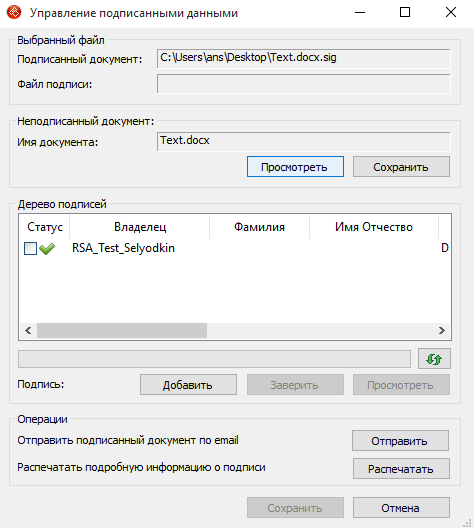 Управление подписанными данными
Выбранный файл
Подписанный документ: C:\Users\ans\Desktop\Text.docx.sig
Файл подписи:
Неподписанный документ:
Имя документа: Text.docx
Просмотреть Сохранить
Дерево подписей
Статус Владелец Фамилия Имя Отчество
RSA_Test_Selyodkin D
Подпись: Добавить Заверить Просмотреть
Операции
Отправить подписанный документ по email Отправить
Распечатать подробную информацию о подписи Распечатать
Сохранить Отмена